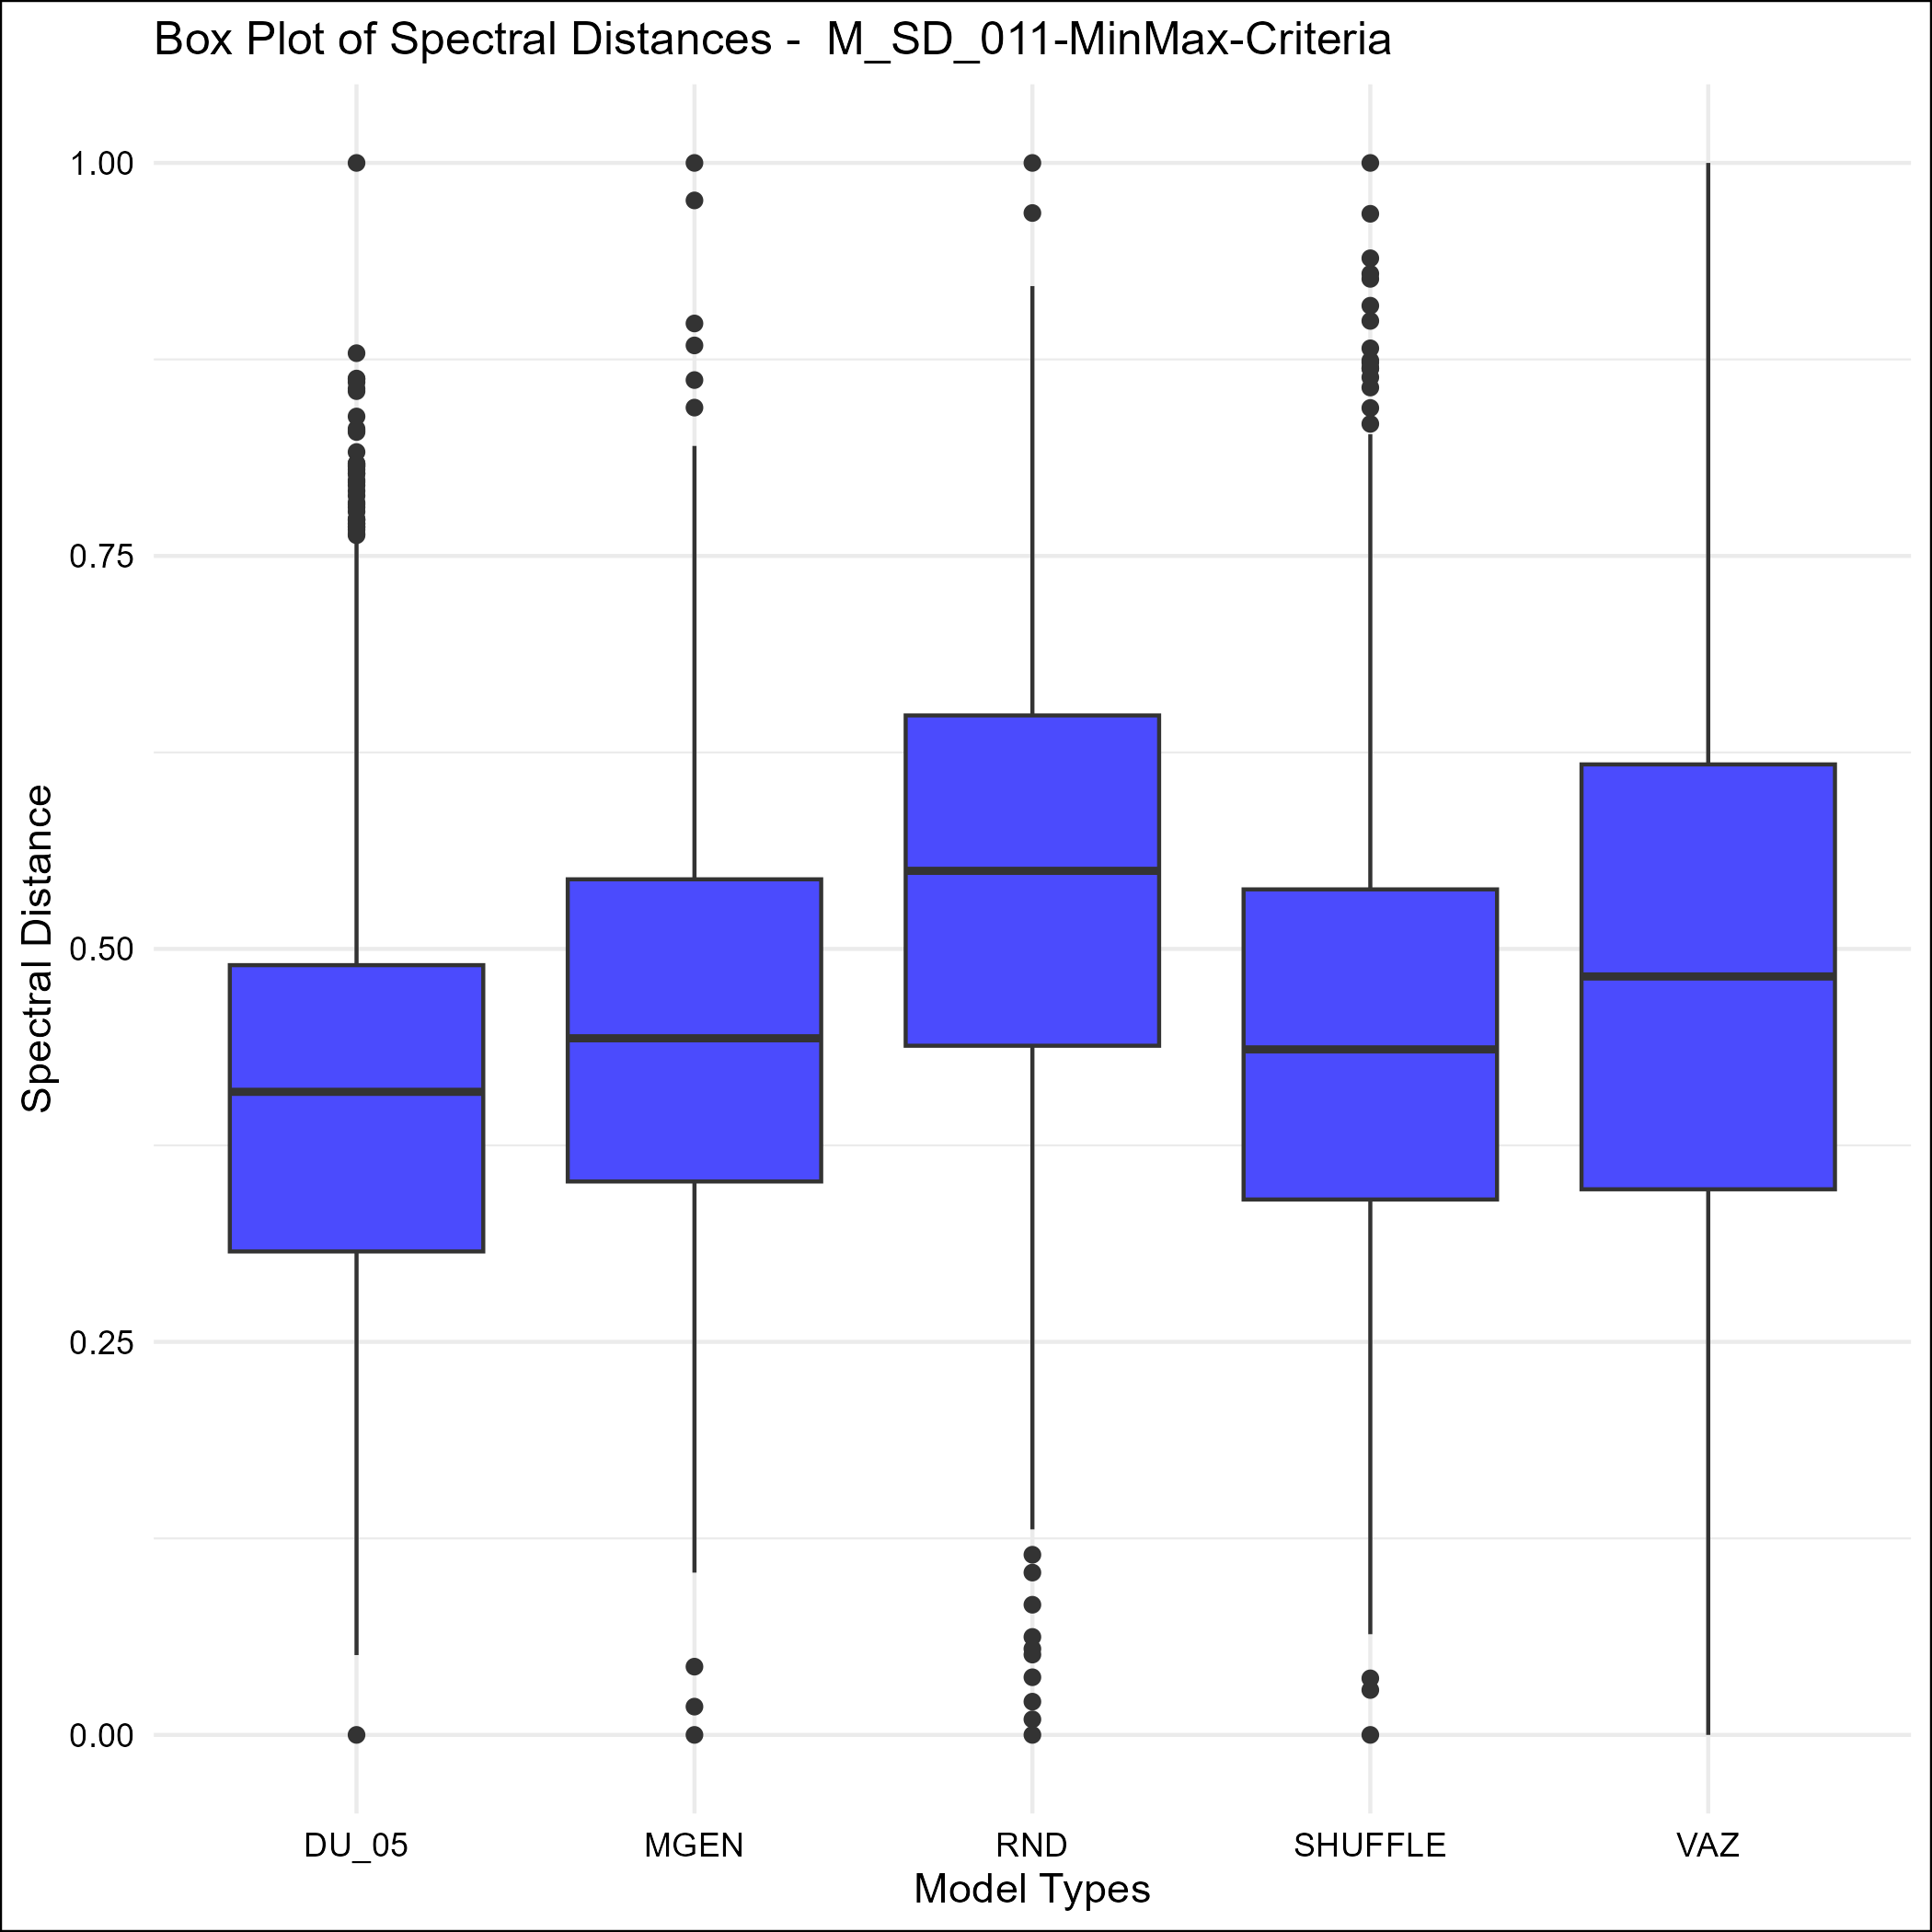 Box Plot of Spectral Distances -  M_SD_011-MinMax-Criteria
Spectral Distance
1.00
0.75
0.50
0.25
0.00
DU_05 MGEN RND SHUFFLE VAZ
Model Types